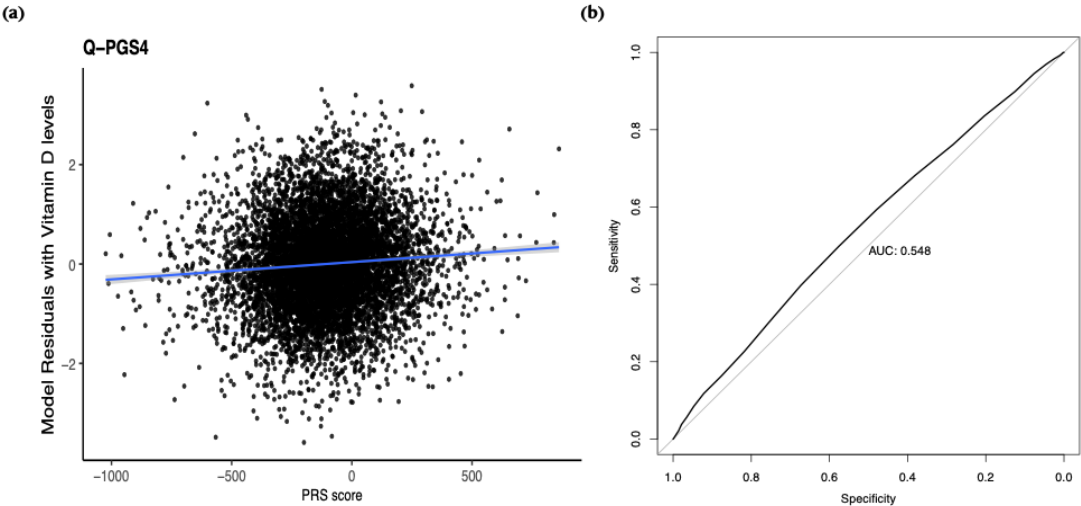 (a)
Q−PGS4
Model Residuals with Vitamin D levels
2
0
−2
−1000
−500
0
500
PRS score
(b)
Sensitivity
1.0
0.8
0.6
0.4
0.2
0.0
AUC: 0.548
1.0
0.8
0.6
0.4
0.2
0.0
Specificity